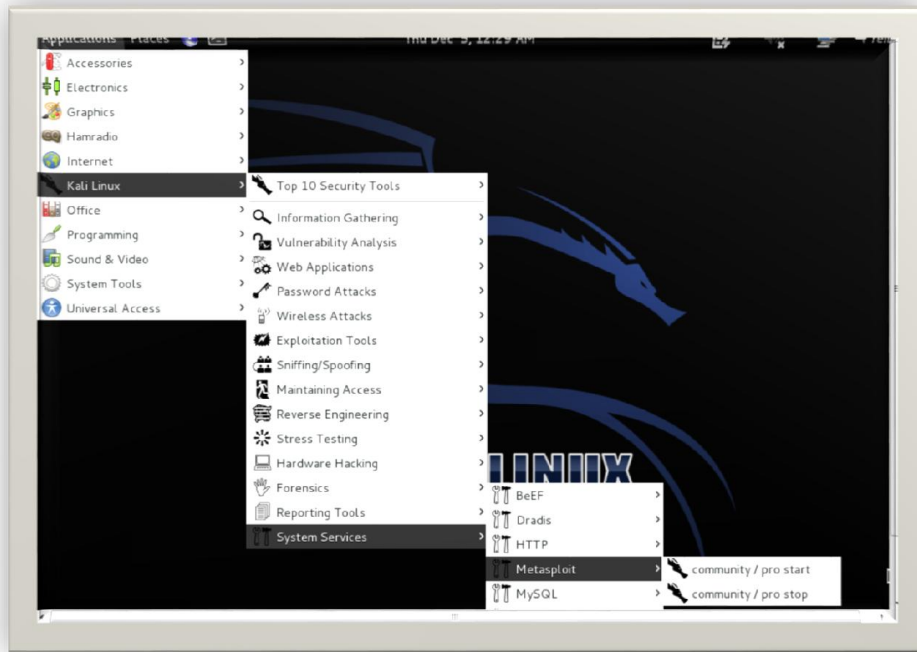 Applications Places Thu Dec 5, 12:29 AM
Accessories
Electronics
Graphics
Hamradio
Internet
Kali Linux
Office
Programming
Sound & Video
System Tools
Universal Access
Top 10 Security Tools
Information Gathering
Vulnerability Analysis
Web Applications
Password Attacks
Wireless Attacks
Exploitation Tools
Sniffing/Spoofing
Maintaining Access
Reverse Engineering
Stress Testing
Hardware Hacking
Forensics
Reporting Tools
System Services
BeEF
Dradis
HTTP
Metasploit
MySQL
community / pro start
community / pro stop